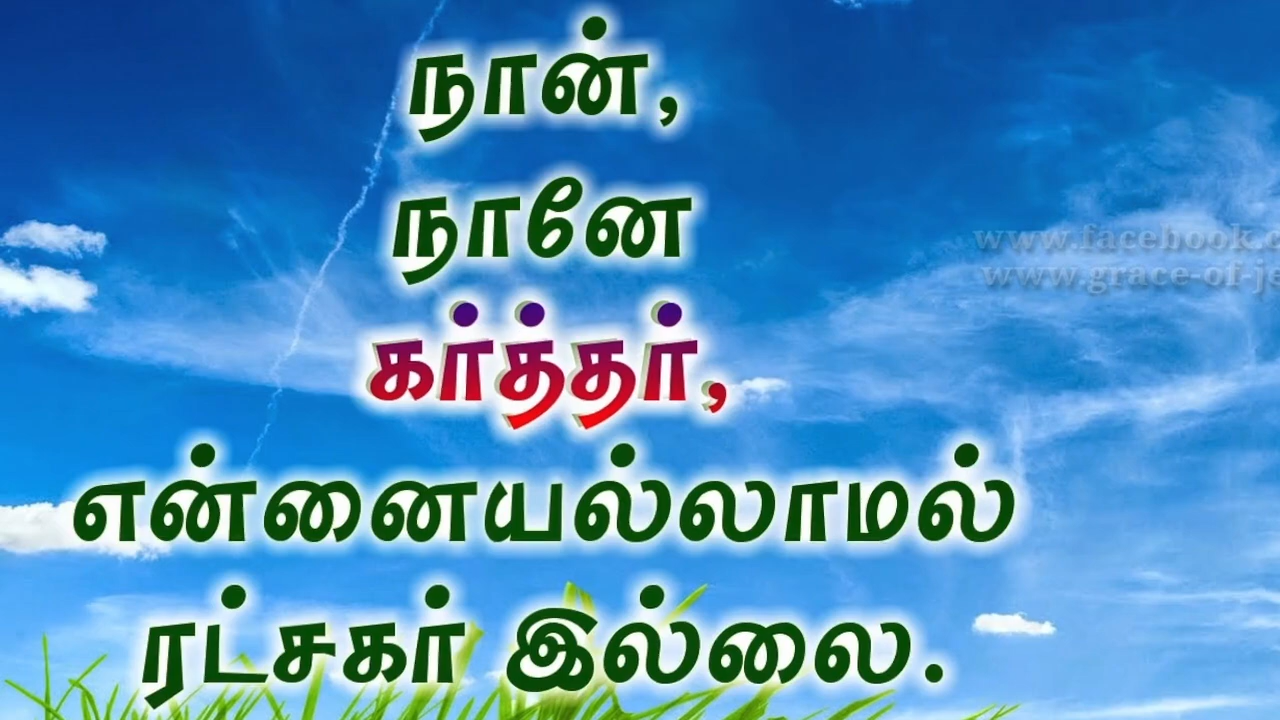 நான்,
நானே
கர்த்தர்,
என்னையல்லாமல்
ரட்சகர் இல்லை.
www.facebook.c
www.grace-of-je